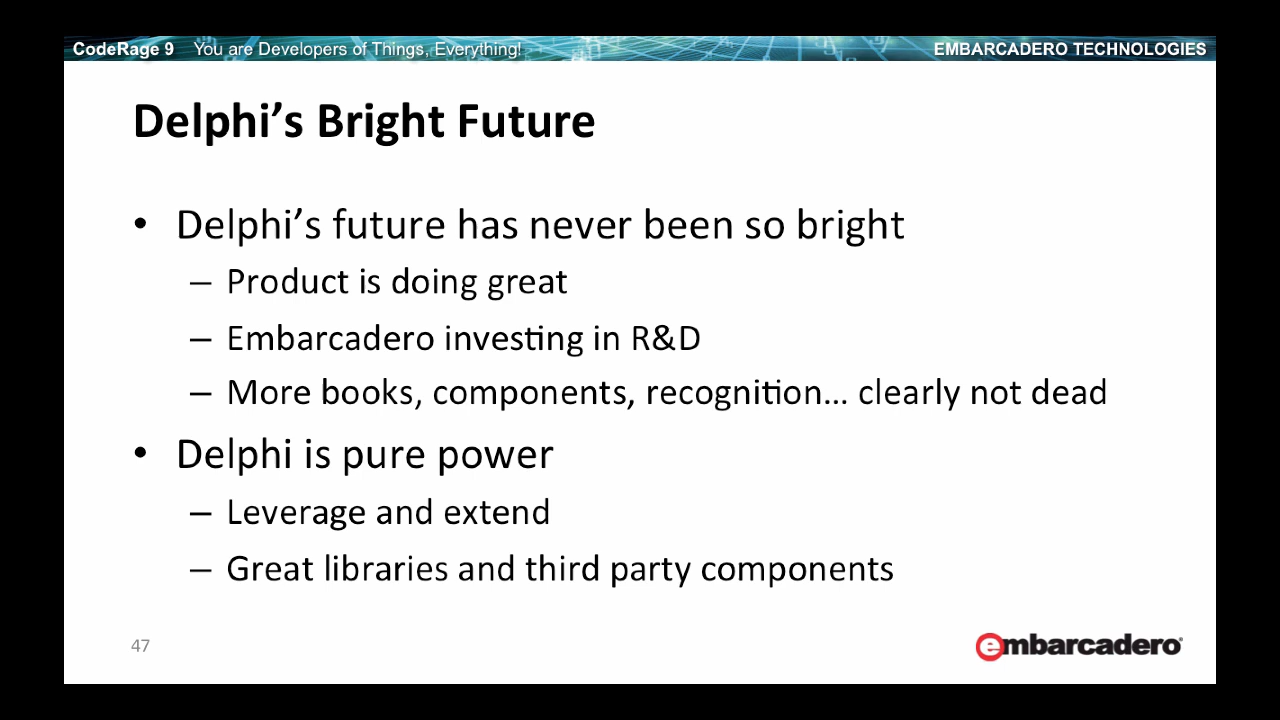 CodeRage 9 You are Developers of Things, Everything! EMBARCADERO TECHNOLOGIES
Delphi’s Bright Future
• Delphi’s future has never been so bright
– Product is doing great
– Embarcadero investing in R&D
– More books, components, recognition… clearly not dead
• Delphi is pure power
– Leverage and extend
– Great libraries and third party components
47 embarcadero